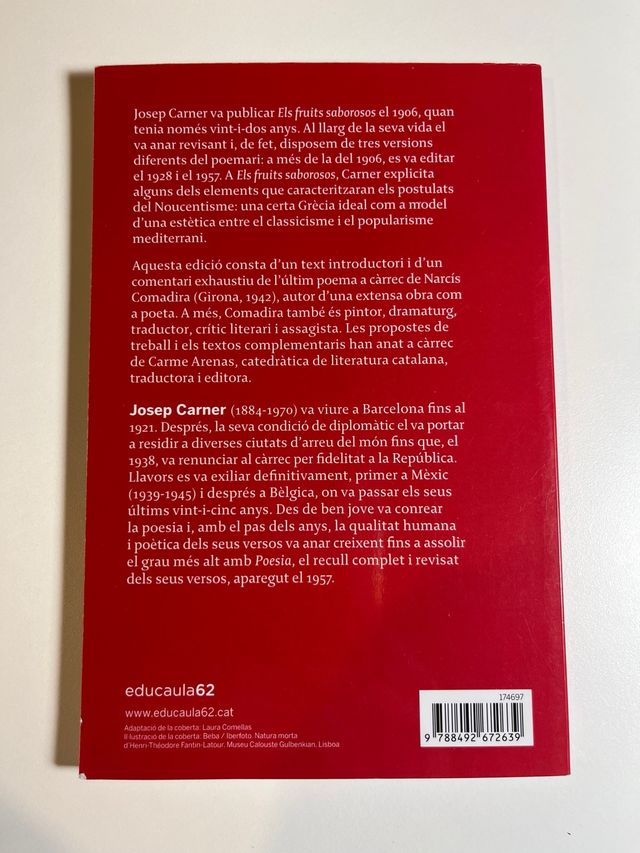 Josep Carner va publicar Els fruits saborosos el 1906, quan
tenia només vint-i-dos anys. Al llarg de la seva vida el
va anar revisant i, de fet, disposem de tres versions
diferents del poemari: a més de la del 1906, es va editar
el 1928 i el 1957. A Els fruits saborosos, Carner explicita
alguns dels elements que caracteritzaran els postulats
del Noucentisme: una certa Grècia ideal com a model
d'una estètica entre el classicisme i el popularisme
mediterrani.
Aquesta edició consta d'un text introductori i d'un
comentari exhaustiu de l'últim poema a càrrec de Narcís
Comadira (Girona, 1942), autor d'una extensa obra com
a poeta. A més, Comadira també és pintor, dramaturg,
traductor, crític literari i assagista. Les propostes de
treball i els textos complementaris han anat a càrrec
de Carme Arenas, catedràtica de literatura catalana,
traductora i editora.
Josep Carner (1884-1970) va viure a Barcelona fins al
1921. Després, la seva condició de diplomàtic el va portar
a residir a diverses ciutats d'arreu del món fins que, el
1938, va renunciar al càrrec per fidelitat a la República.
Llavors es va exiliar definitivament, primer a Mèxic
(1939-1945) i després a Bèlgica, on va passar els seus
últims vint-i-cinc anys. Des de ben jove va conrear
la poesia i, amb el pas dels anys, la qualitat humana
i poètica dels seus versos va anar creixent fins a assolir
el grau més alt amb Poesia, el recull complet i revisat
dels seus versos, aparegut el 1957.
educaula62
www.educaula62.cat
Adaptació de la coberta: Laura Comellas
Il·lustració de la coberta: Beba / Iberfoto. Natura morta
d'Henri-Théodore Fantin-Latour. Museu Calouste Gulbenkian. Lisboa
174697
9 788492 672639